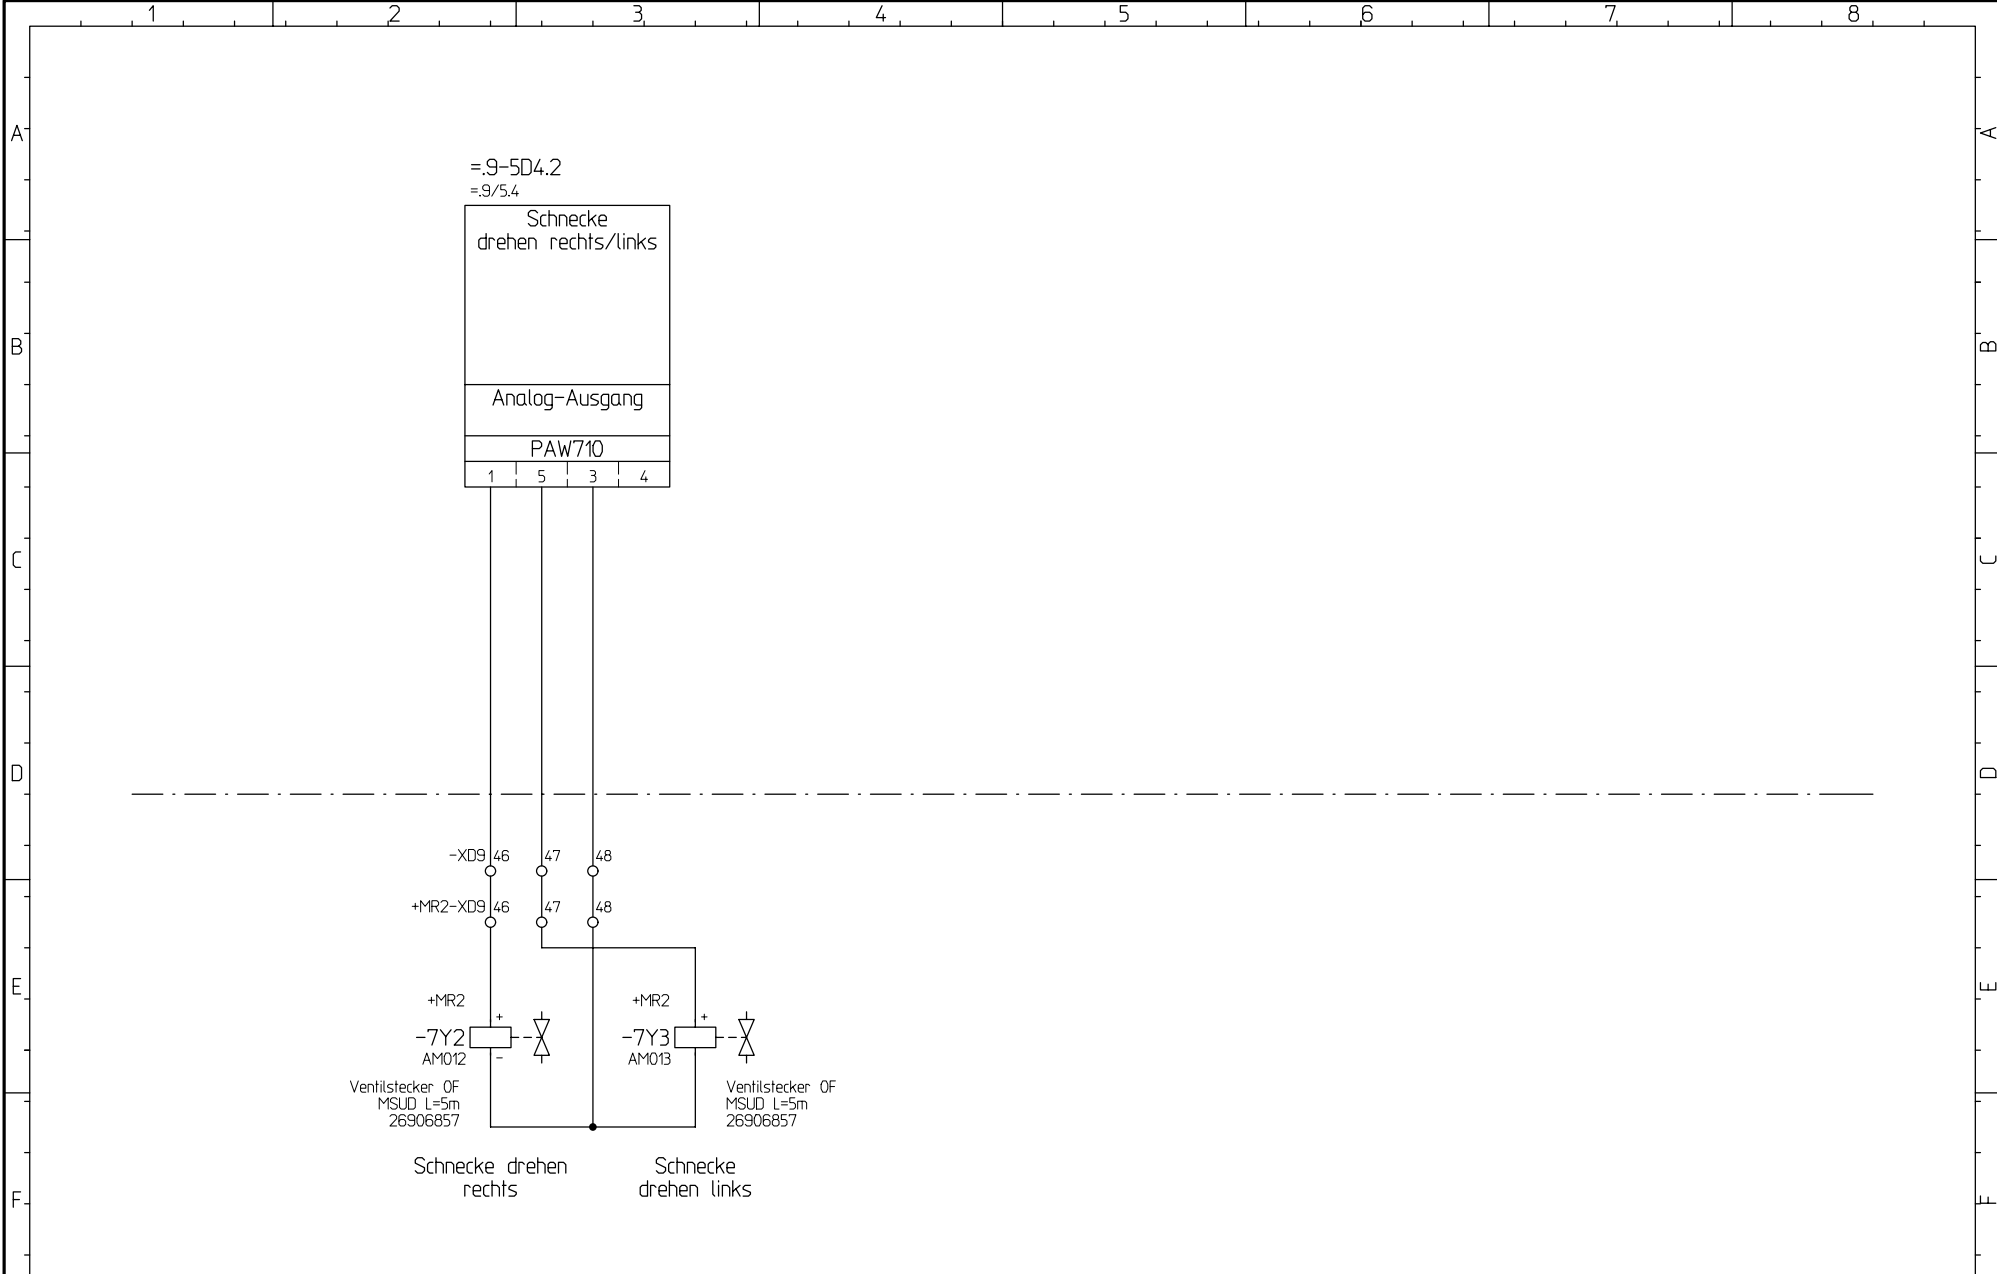 1 2 3 4 5 6 7 8
A A
=.9-5D4.2
=.9/5.4
Schnecke
drehen rechts/links
B B
Analog-Ausgang
PAW710
1 5 3 4
C C
D D
-XD9 46 47 48
+MR2-XD9 46 47 48
E E
+MR2 +MR2
+ +
-7Y2 -7Y3
AM012 - AM013
Ventilstecker OF
MSUD L=5m
26906857
Ventilstecker OF
MSUD L=5m
26906857
Schnecke drehen
rechts
Schnecke
drehen links
F F